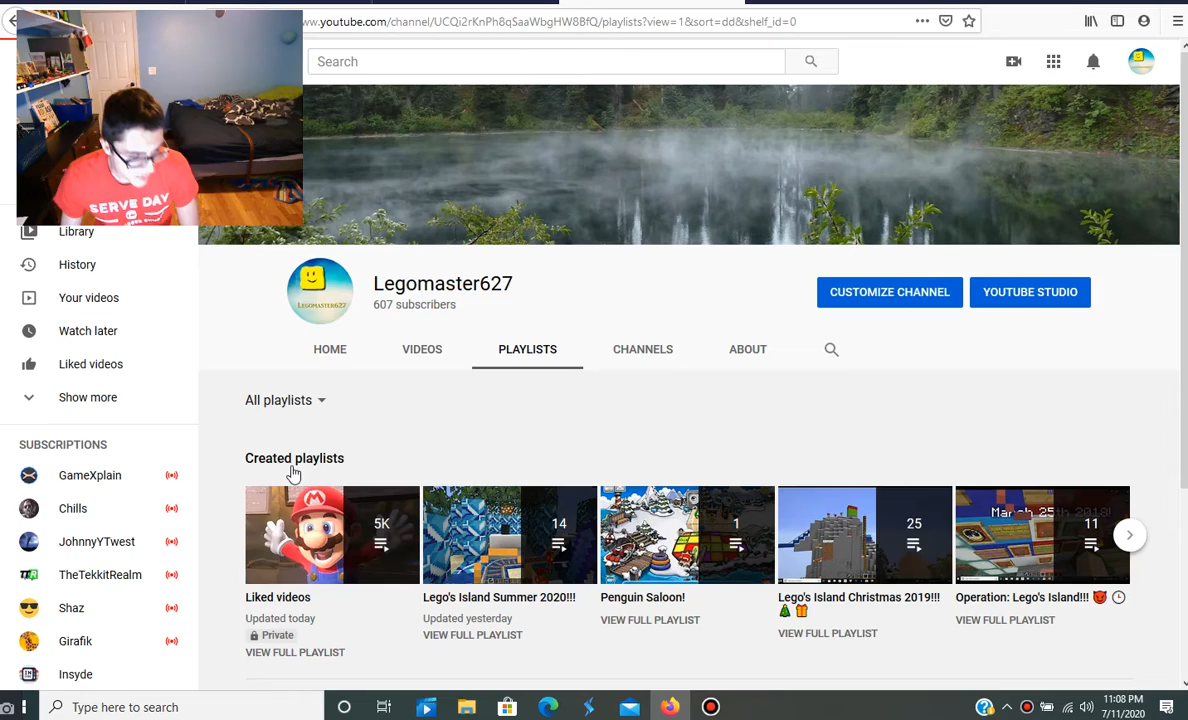 www.youtube.com/channel/UCQi2rKnPh8qSaaWbgHW8BfQ/playlists?view=1&sort=dd&shelf_id=0
Search
SERVE DAY
Library
History
Your videos
Watch later
Liked videos
Show more
SUBSCRIPTIONS
GameXplain
Chills
JohnnyYTwest
TheTekkitRealm
Shaz
Girafik
Insyde
LEGOMASTER627
Legomaster627
607 subscribers
CUSTOMIZE CHANNEL
YOUTUBE STUDIO
HOME VIDEOS PLAYLISTS CHANNELS ABOUT
All playlists
Created playlists
5K
14
1
25
March 25th 2018!
11
Liked videos
Updated today
Private
VIEW FULL PLAYLIST
Lego's Island Summer 2020!!!
Updated yesterday
VIEW FULL PLAYLIST
Penguin Saloon!
VIEW FULL PLAYLIST
Lego's Island Christmas 2019!!!
🎄🎁
VIEW FULL PLAYLIST
Operation: Lego's Island!!! 😈🕒
VIEW FULL PLAYLIST
Type here to search
11:08 PM
7/11/2020